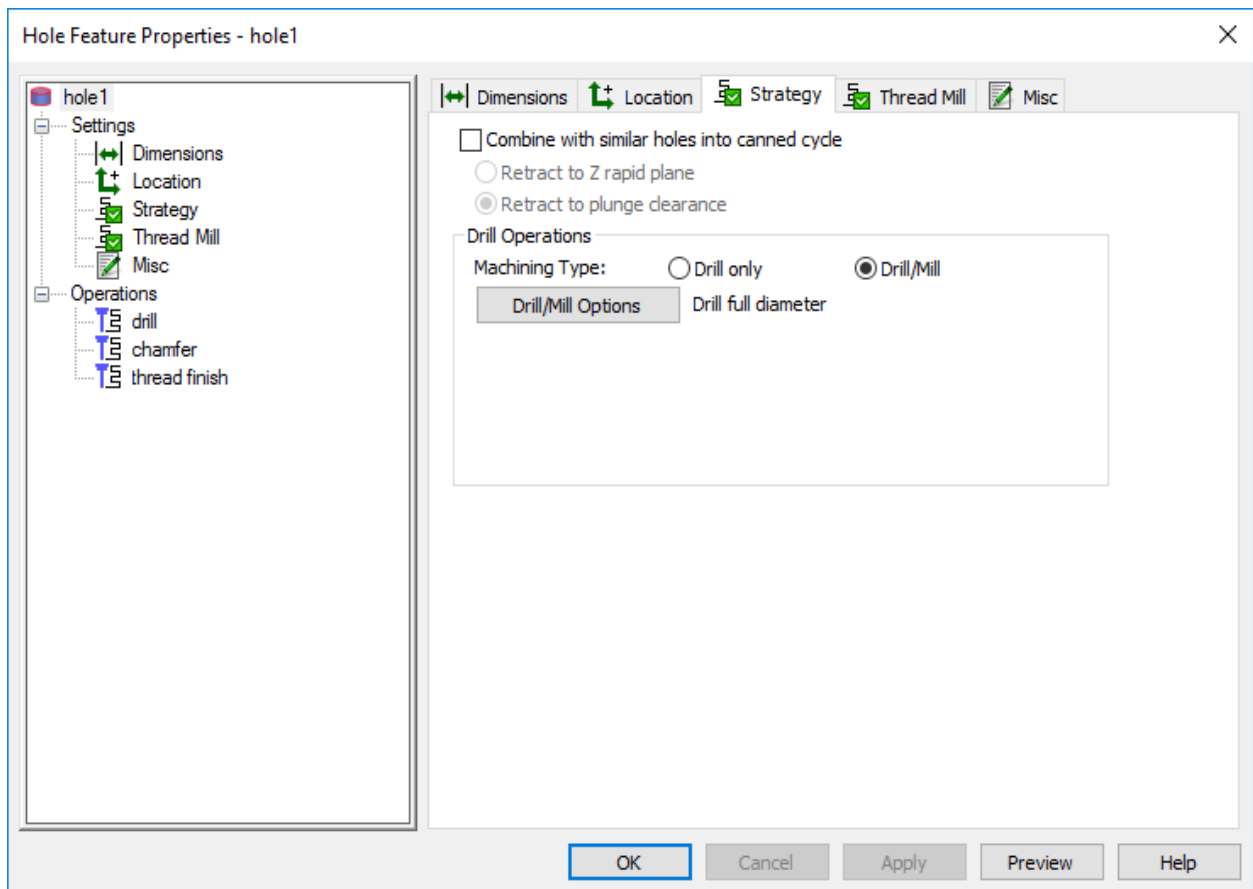 Hole Feature Properties - hole1
hole1
Settings
Dimensions
Location
Strategy
Thread Mill
Misc
Operations
drill
chamfer
thread finish
Dimensions Location Strategy Thread Mill Misc
Combine with similar holes into canned cycle
Retract to Z rapid plane
Retract to plunge clearance
Drill Operations
Machining Type: Drill only Drill/Mill
Drill/Mill Options Drill full diameter
OK Cancel Apply Preview Help